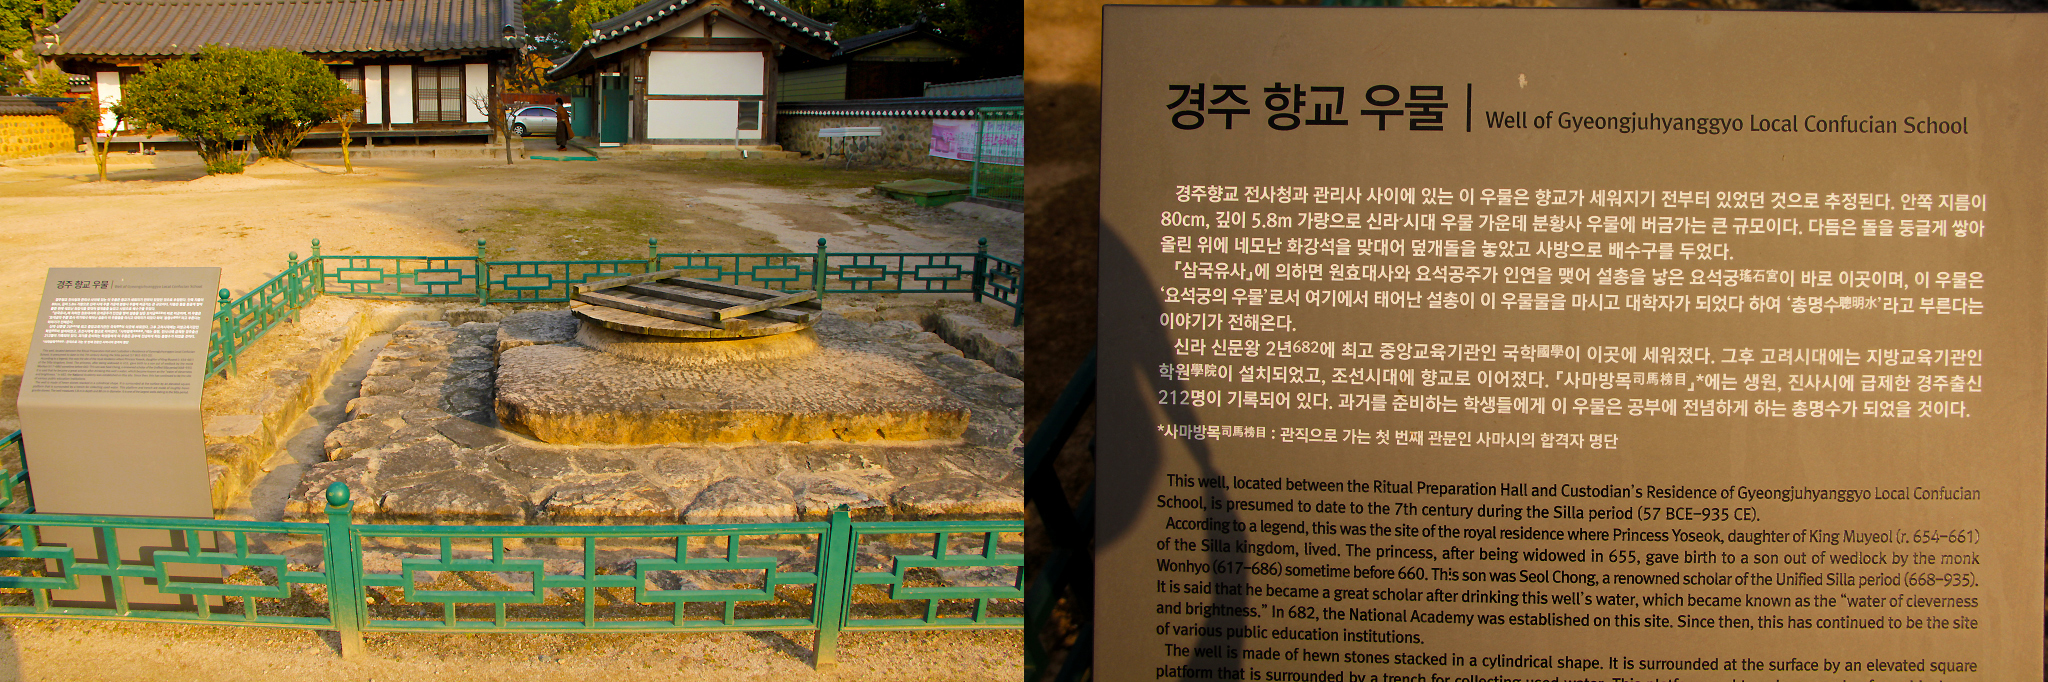 경주 향교 우물 | Well of Gyeongjuhyanggyo Local Confucian School
경주향교 전사청과 관리사 사이에 있는 이 우물은 향교가 세워지기 전부터 있었던 것으로 추정된다. 안쪽 지름이
80cm, 깊이 5.8m 가량으로 신라시대 우물 가운데 분황사 우물에 버금가는 큰 규모이다. 다듬은 돌을 둥글게 쌓아
올린 위에 네모난 화강석을 맞대어 덮개돌을 놓았고 사방으로 배수구를 두었다.
『삼국유사』에 의하면 원효대사와 요석공주가 인연을 맺어 설총을 낳은 요석궁瑤石宮이 바로 이곳이며, 이 우물은
‘요석궁의 우물’로서 여기에서 태어난 설총이 이 우물물을 마시고 대학자가 되었다 하여 ‘총명수聰明水’라고 부른다는
이야기가 전해온다.
신라 신문왕 2년682에 최고 중앙교육기관인 국학國學이 이곳에 세워졌다. 그후 고려시대에는 지방교육기관인
학원學院이 설치되었고, 조선시대에 향교로 이어졌다. 『사마방목司馬榜目』*에는 생원, 진사시에 급제한 경주출신
212명이 기록되어 있다. 과거를 준비하는 학생들에게 이 우물은 공부에 전념하게 하는 총명수가 되었을 것이다.
*사마방목司馬榜目 : 관직으로 가는 첫 번째 관문인 사마시의 합격자 명단
This well, located between the Ritual Preparation Hall and Custodian's Residence of Gyeongjuhyanggyo Local Confucian
School, is presumed to date to the 7th century during the Silla period (57 BCE–935 CE).
According to a legend, this was the site of the royal residence where Princess Yoseok, daughter of King Muyeol (r. 654–661)
of the Silla kingdom, lived. The princess, after being widowed in 655, gave birth to a son out of wedlock by the monk
Wonhyo (617–686) sometime before 660. This son was Seol Chong, a renowned scholar of the Unified Silla period (668–935).
It is said that he became a great scholar after drinking this well's water, which became known as the “water of cleverness
and brightness.” In 682, the National Academy was established on this site. Since then, this has continued to be the site
of various public education institutions.
The well is made of hewn stones stacked in a cylindrical shape. It is surrounded at the surface by an elevated square
platform that is surrounded by a trench for collecting used water. This